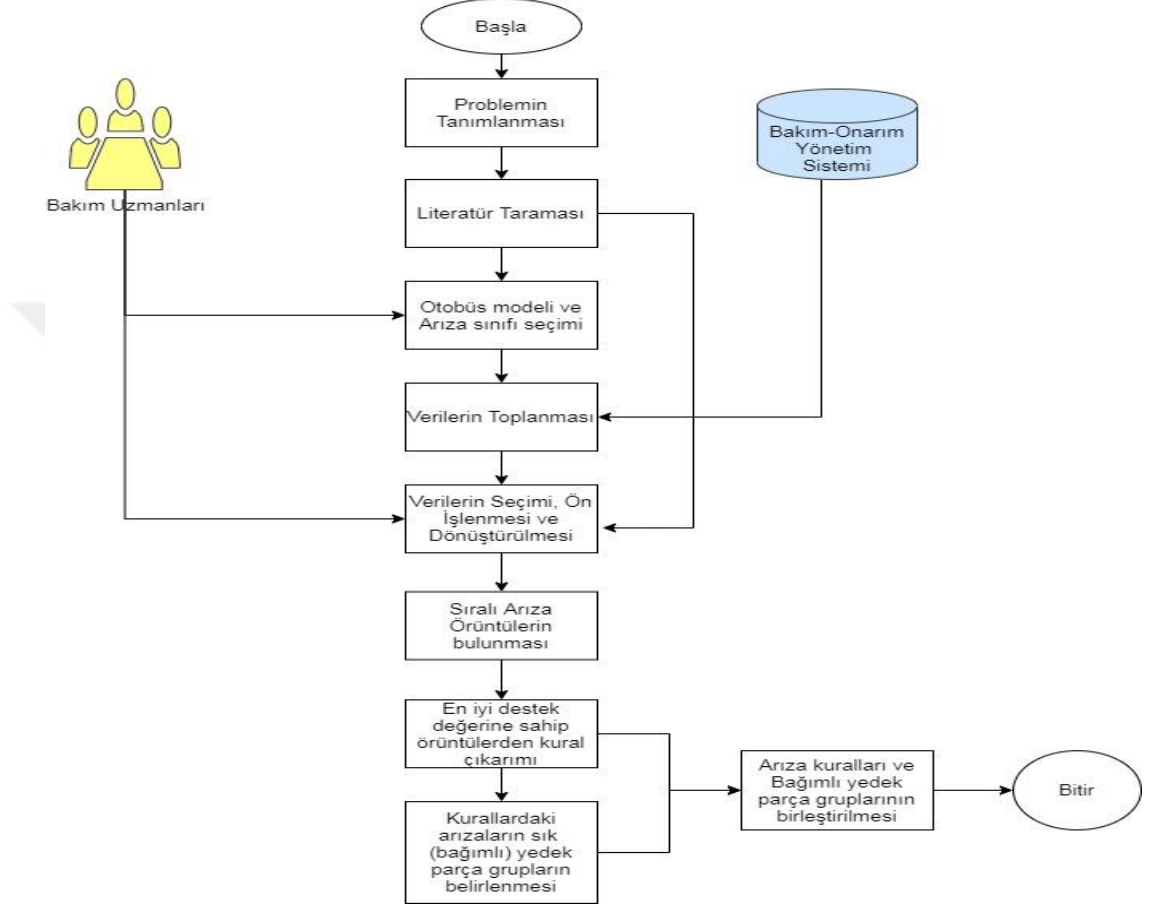 Başla
Problemin
Tanımlanması
Bakım-Onarım
Yönetim
Sistemi
Bakım Uzmanları
Literatür Taraması
Otobüs modeli ve
Arıza sınıfı seçimi
Verilerin Toplanması
Verilerin Seçimi, Ön
İşlenmesi ve
Dönüştürülmesi
Sıralı Arıza
Örüntülerin
bulunması
En iyi destek
değerine sahip
örüntülerden kural
çıkarımı
Kurallardaki
arızaların sık
(bağımlı) yedek
parça grupların
belirlenmesi
Arıza kuralları ve
Bağımlı yedek
parça gruplarının
birleştirilmesi
Bitir